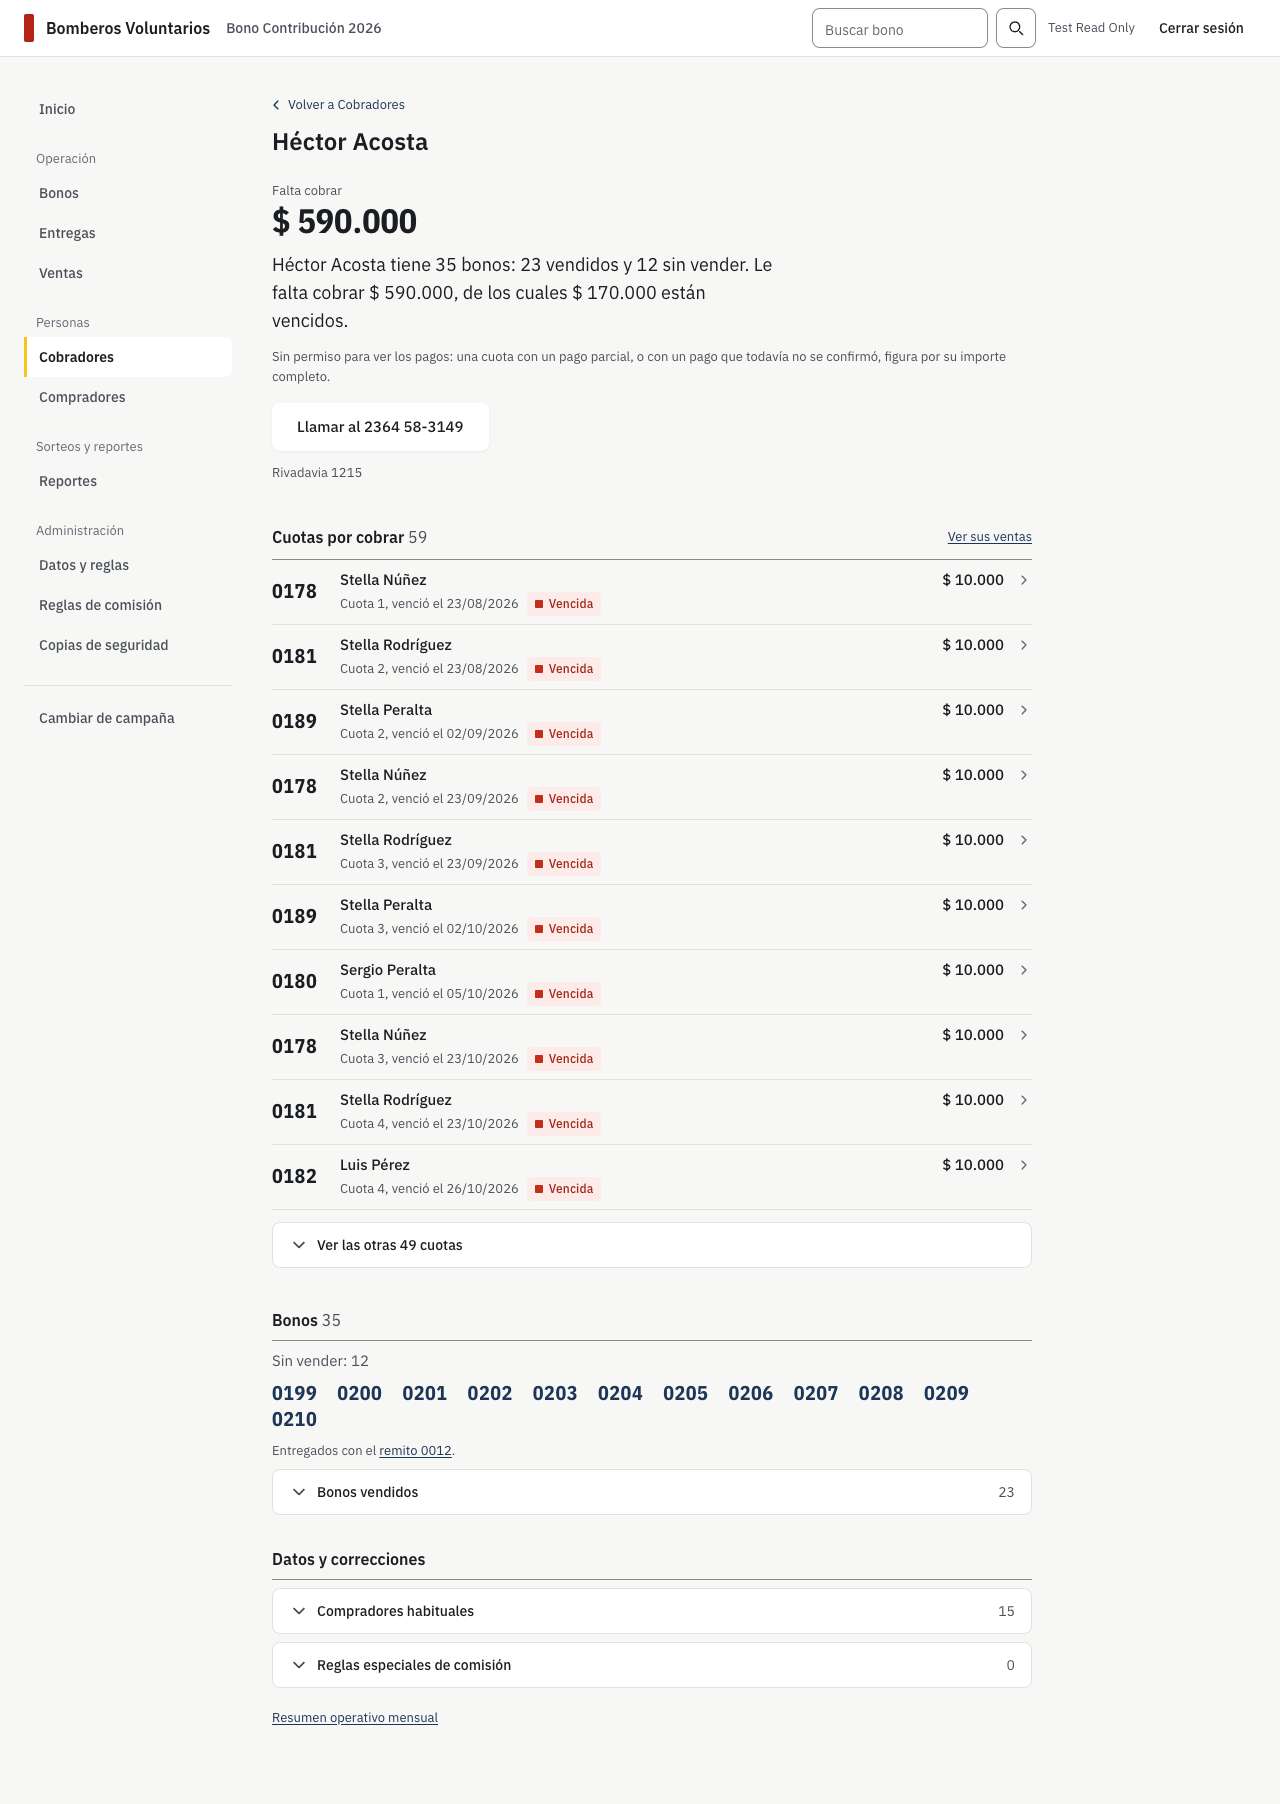 Bomberos Voluntarios
Bono Contribución 2026
Buscar bono
Test Read Only
Cerrar sesión
Inicio
Operación
Bonos
Entregas
Ventas
Personas
Cobradores
Compradores
Sorteos y reportes
Reportes
Administración
Datos y reglas
Reglas de comisión
Copias de seguridad
Cambiar de campaña
Volver a Cobradores
Héctor Acosta
Falta cobrar
$ 590.000
Héctor Acosta tiene 35 bonos: 23 vendidos y 12 sin vender. Le
falta cobrar $ 590.000, de los cuales $ 170.000 están
vencidos.
Sin permiso para ver los pagos: una cuota con un pago parcial, o con un pago que todavía no se confirmó, figura por su importe
completo.
Llamar al 2364 58-3149
Rivadavia 1215
Cuotas por cobrar 59
Ver sus ventas
0178
Stella Núñez
$ 10.000
Cuota 1, venció el 23/08/2026
Vencida
0181
Stella Rodríguez
$ 10.000
Cuota 2, venció el 23/08/2026
Vencida
0189
Stella Peralta
$ 10.000
Cuota 2, venció el 02/09/2026
Vencida
0178
Stella Núñez
$ 10.000
Cuota 2, venció el 23/09/2026
Vencida
0181
Stella Rodríguez
$ 10.000
Cuota 3, venció el 23/09/2026
Vencida
0189
Stella Peralta
$ 10.000
Cuota 3, venció el 02/10/2026
Vencida
0180
Sergio Peralta
$ 10.000
Cuota 1, venció el 05/10/2026
Vencida
0178
Stella Núñez
$ 10.000
Cuota 3, venció el 23/10/2026
Vencida
0181
Stella Rodríguez
$ 10.000
Cuota 4, venció el 23/10/2026
Vencida
0182
Luis Pérez
$ 10.000
Cuota 4, venció el 26/10/2026
Vencida
Ver las otras 49 cuotas
Bonos 35
Sin vender: 12
0199 0200 0201 0202 0203 0204 0205 0206 0207 0208 0209
0210
Entregados con el remito 0012.
Bonos vendidos
23
Datos y correcciones
Compradores habituales
15
Reglas especiales de comisión
0
Resumen operativo mensual